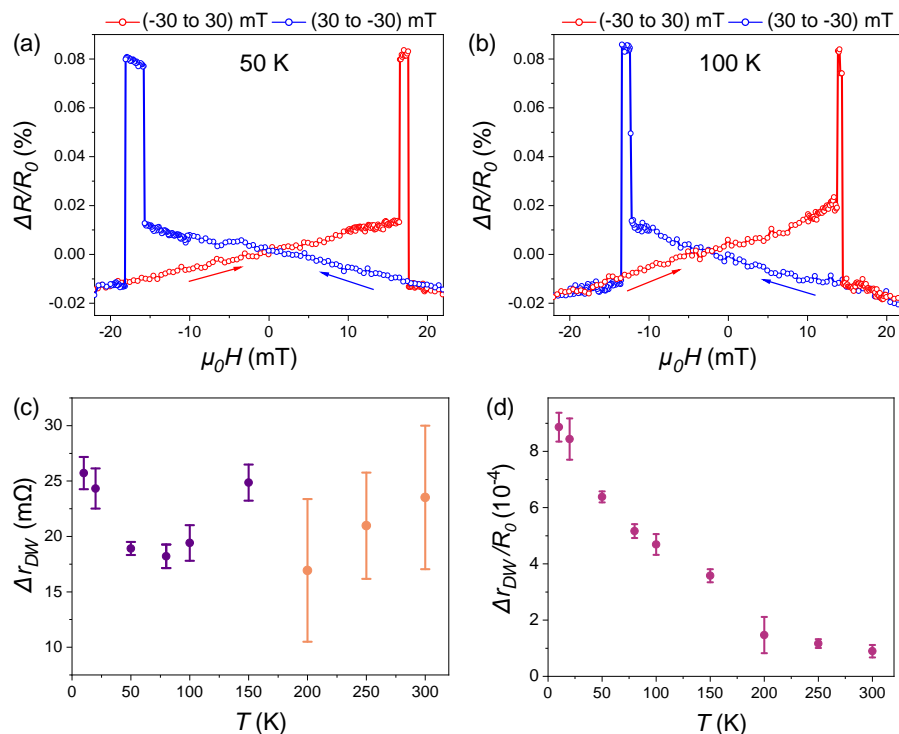 (-30 to 30) mT (30 to -30) mT
(-30 to 30) mT (30 to -30) mT
(a)
50 K
0.08
0.06
0.04
0.02
0.00
-0.02
ΔR/R0 (%)
-20 -10 0 10 20
μ0H (mT)
(b)
100 K
0.08
0.06
0.04
0.02
0.00
-0.02
ΔR/R0 (%)
-20 -10 0 10 20
μ0H (mT)
(c)
30
25
20
15
10
ΔrDW (mΩ)
0 50 100 150 200 250 300
T (K)
(d)
8
6
4
2
0
ΔrDW/R0 (10-4)
0 50 100 150 200 250 300
T (K)